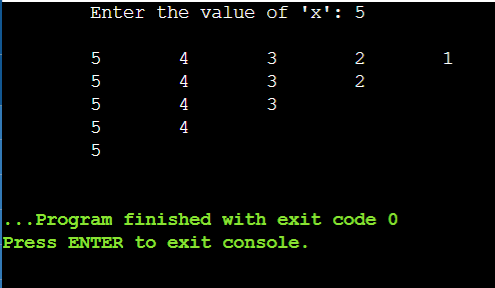 Enter the value of 'x': 5
5 4 3 2 1
5 4 3 2
5 4 3
5 4
5
...Program finished with exit code 0
Press ENTER to exit console.